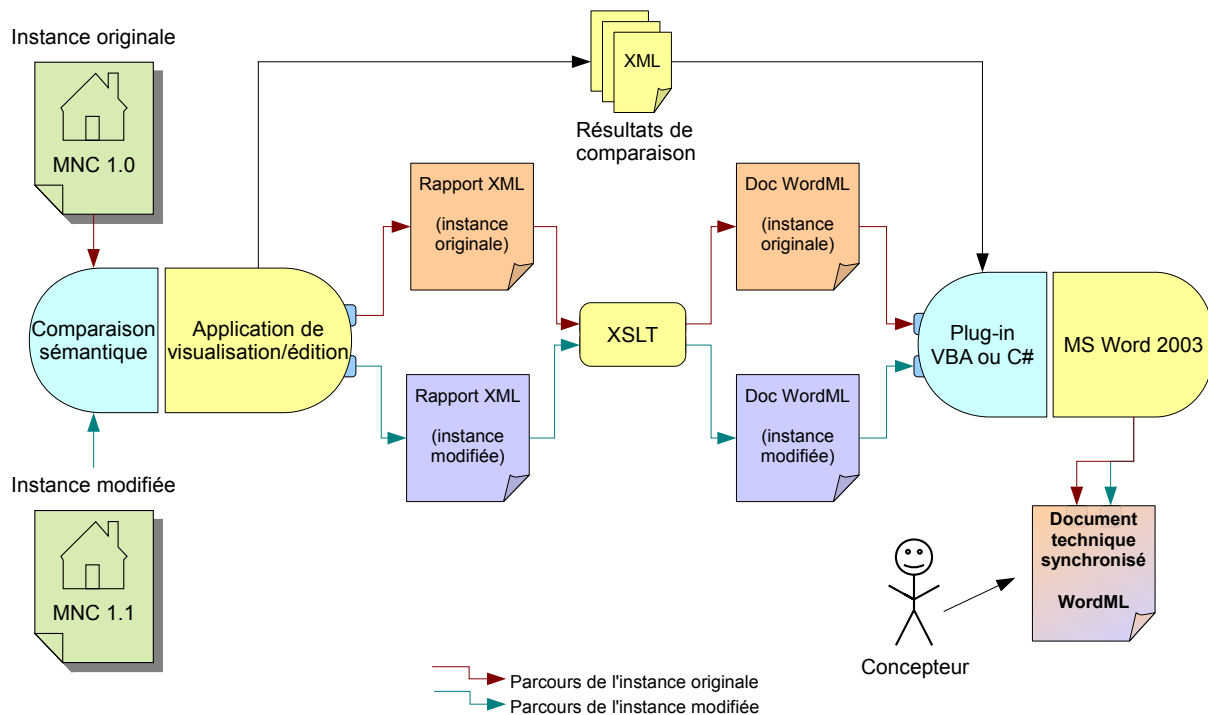 Instance originale
MNC 1.0
XML
Résultats de
comparaison
Rapport XML
(instance
originale)
Doc WordML
(instance
originale)
Comparaison
sémantique
Application de
visualisation/édition
XSLT
Plug-in
VBA ou C#
MS Word 2003
Rapport XML
(instance
modifiée)
Doc WordML
(instance
modifiée)
Instance modifiée
MNC 1.1
Document
technique
synchronisé
WordML
Concepteur
Parcours de l'instance originale
Parcours de l'instance modifiée